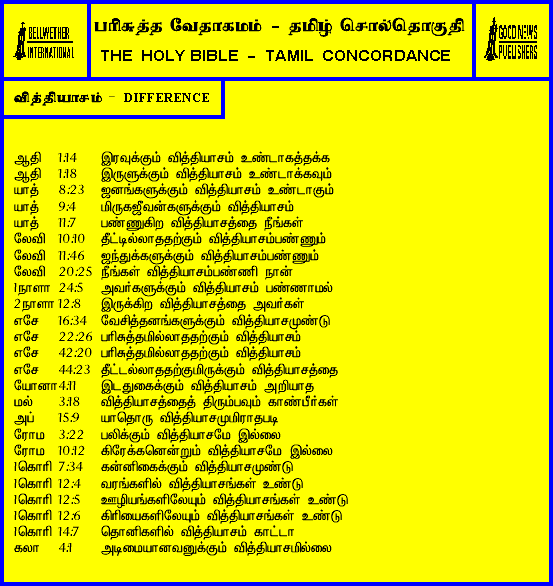 BELLWETHER
INTERNATIONAL
பரிசுத்த வேதாகமம் – தமிழ் சொல்தொகுதி
THE HOLY BIBLE – TAMIL CONCORDANCE
GOOD NEWS
PUBLISHERS
வித்தியாசம் – DIFFERENCE
ஆதி 1:14 இரவுக்கும் வித்தியாசம் உண்டாகத்தக்க
ஆதி 1:18 இருளுக்கும் வித்தியாசம் உண்டாக்கவும்
யாத் 8:23 ஜனங்களுக்கும் வித்தியாசம் உண்டாகும்
யாத் 9:4 மிருகஜீவன்களுக்கும் வித்தியாசம்
யாத் 11:7 பண்ணுகிற வித்தியாசத்தை நீங்கள்
லேவி 10:10 தீட்டில்லாததற்கும் வித்தியாசம்பண்ணும்
லேவி 11:46 ஜந்துக்களுக்கும் வித்தியாசம்பண்ணும்
லேவி 20:25 நீங்கள் வித்தியாசம்பண்ணி நான்
1நாளா 24:5 அவர்களுக்கும் வித்தியாசம் பண்ணாமல்
2நாளா 12:8 இருக்கிற வித்தியாசத்தை அவர்கள்
எசே 16:34 வேசித்தனங்களுக்கும் வித்தியாசமுண்டு
எசே 22:26 பரிசுத்தமில்லாததற்கும் வித்தியாசம்
எசே 42:20 பரிசுத்தமில்லாததற்கும் வித்தியாசம்
எசே 44:23 தீட்டல்லாததற்குமிருக்கும் வித்தியாசத்தை
யோனா 4:11 இடதுகைக்கும் வித்தியாசம் அறியாத
மல் 3:18 வித்தியாசத்தைத் திரும்பவும் காண்பீர்கள்
அப் 15:9 யாதொரு வித்தியாசமுமிராதபடி
ரோம 3:22 பலிக்கும் வித்தியாசமே இல்லை
ரோம 10:12 கிரேக்கனென்றும் வித்தியாசமே இல்லை
1கொரி 7:34 கன்னிகைக்கும் வித்தியாசமுண்டு
1கொரி 12:4 வரங்களில் வித்தியாசங்கள் உண்டு
1கொரி 12:5 ஊழியங்களிலேயும் வித்தியாசங்கள் உண்டு
1கொரி 12:6 கிரியைகளிலேயும் வித்தியாசங்கள் உண்டு
1கொரி 14:7 தொனிகளில் வித்தியாசம் காட்டா
கலா 4:1 அடிமையானவனுக்கும் வித்தியாசமில்லை